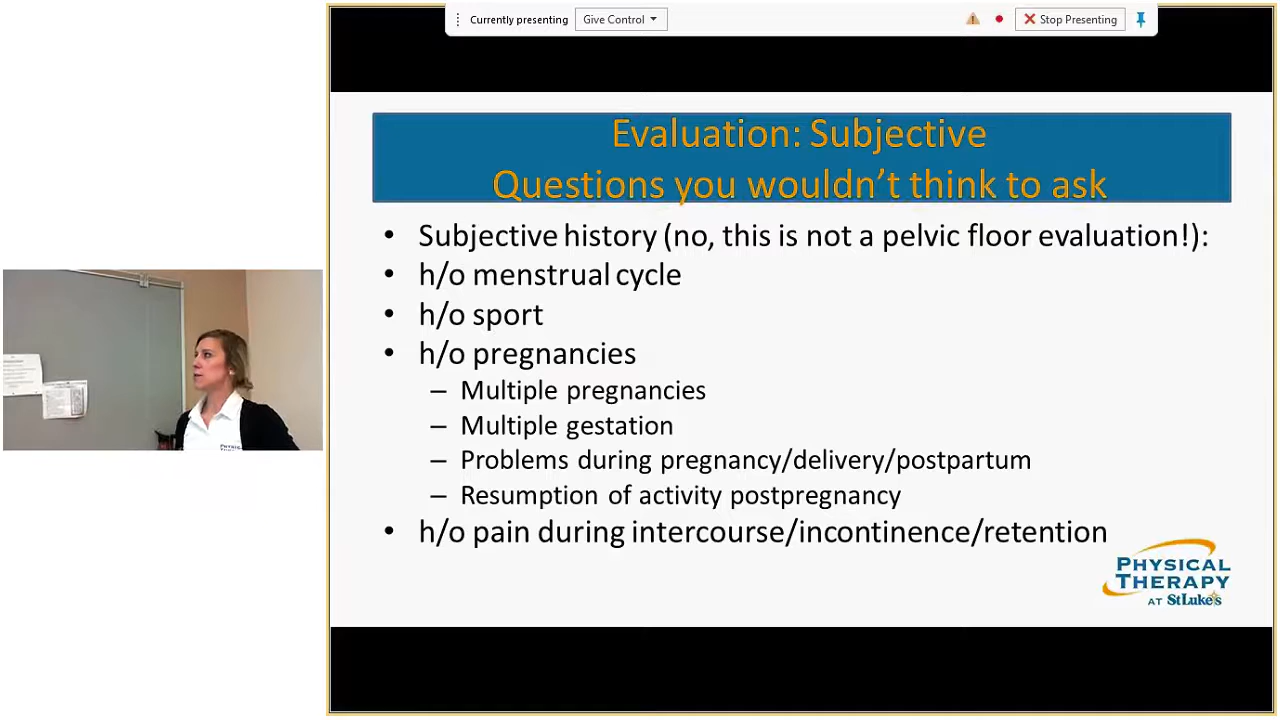 Currently presenting Give Control Stop Presenting
Evaluation: Subjective
Questions you wouldn't think to ask
• Subjective history (no, this is not a pelvic floor evaluation!):
• h/o menstrual cycle
• h/o sport
• h/o pregnancies
– Multiple pregnancies
– Multiple gestation
– Problems during pregnancy/delivery/postpartum
– Resumption of activity postpregnancy
• h/o pain during intercourse/incontinence/retention
PHYSICAL
THERAPY
AT StLuke's
PHYSIC